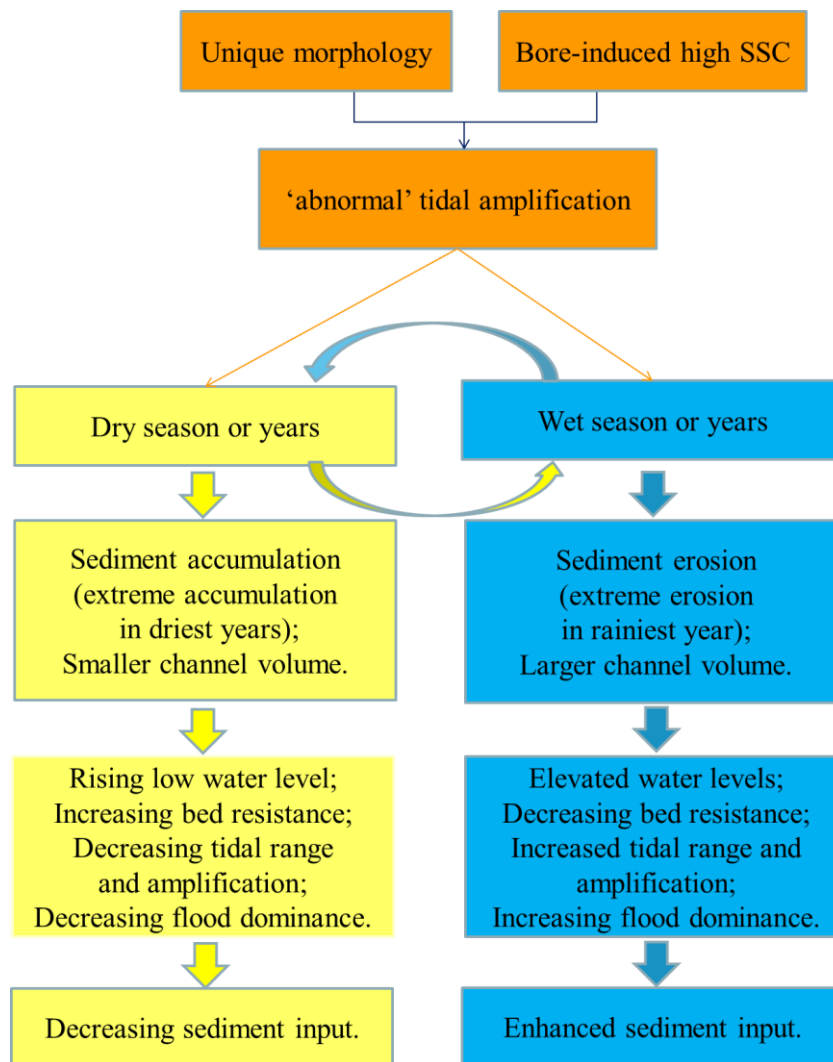 Unique morphology
Bore-induced high SSC
‘abnormal’ tidal amplification
Dry season or years
Wet season or years
Sediment accumulation
(extreme accumulation
in driest years);
Smaller channel volume.
Sediment erosion
(extreme erosion
in rainiest year);
Larger channel volume.
Rising low water level;
Increasing bed resistance;
Decreasing tidal range
and amplification;
Decreasing flood dominance.
Elevated water levels;
Decreasing bed resistance;
Increased tidal range and
amplification;
Increasing flood dominance.
Decreasing sediment input.
Enhanced sediment input.